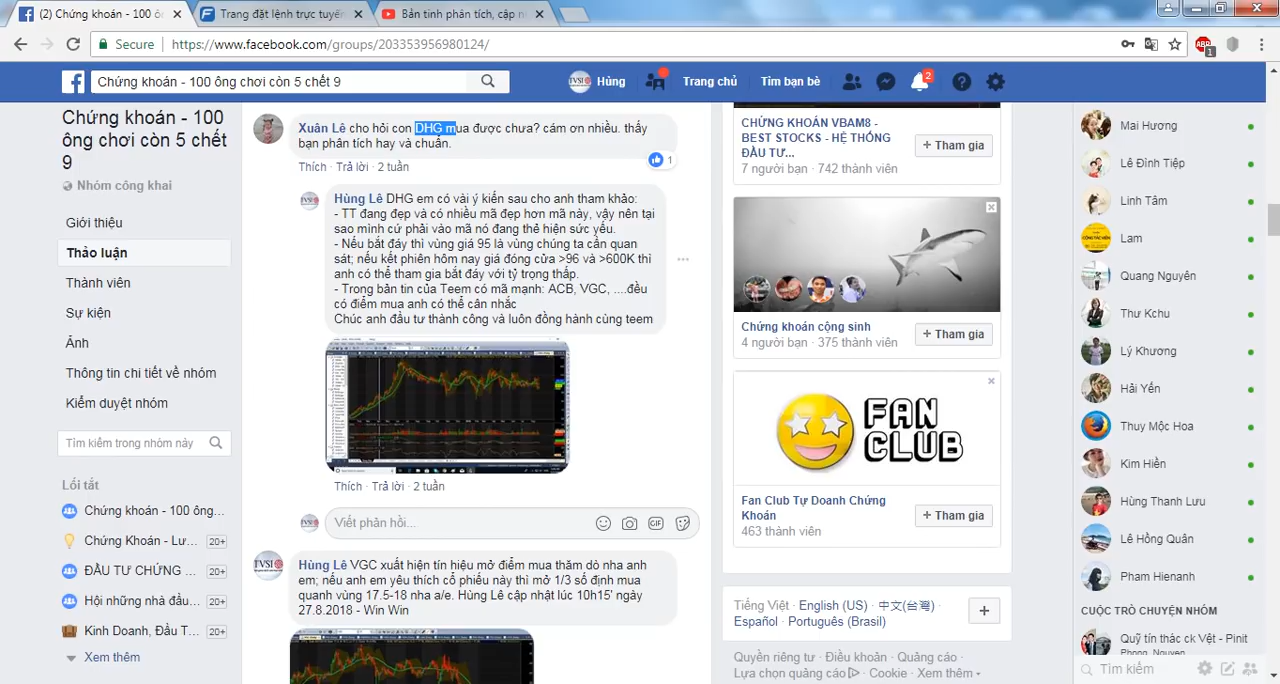 (2) Chứng khoán - 100 ôn
Trang đặt lệnh trực tuyến
Bản tin phân tích, cập n
Secure
https://www.facebook.com/groups/203353956980124/
ABP
1
Chứng khoán - 100 ông chơi còn 5 chết 9
TVSI
Hùng
Trang chủ
Tìm bạn bè
2
Chứng khoán - 100
ông chơi còn 5 chết
9
Nhóm công khai
Giới thiệu
Thảo luận
Thành viên
Sự kiện
Ảnh
Thông tin chi tiết về nhóm
Kiểm duyệt nhóm
Tìm kiếm trong nhóm này
Lối tắt
Chứng khoán - 100 ông...
Chứng Khoán - Lư... 20+
ĐẦU TƯ CHỨNG ... 20+
Hội những nhà đầu... 20+
Kinh Doanh, Đầu T... 20+
Xem thêm
Xuân Lê cho hỏi con DHG mua được chưa? cám ơn nhiều. thấy
bạn phân tích hay và chuẩn.
1
Thích · Trả lời · 2 tuần
Hùng Lê DHG em có vài ý kiến sau cho anh tham khảo:
- TT đang đẹp và có nhiều mã đẹp hơn mã này, vậy nên tại
sao mình cứ phải vào mã nó đang thể hiện sức yếu.
- Nếu bắt đáy thì vùng giá 95 là vùng chúng ta cần quan
sát; nếu kết phiên hôm nay giá đóng cửa >96 và >600K thì
anh có thể tham gia bắt đáy với tỷ trọng thấp.
- Trong bản tin của Teem có mã mạnh: ACB, VGC, ....đều
có điểm mua anh có thể cân nhắc
Chúc anh đầu tư thành công và luôn đồng hành cùng teem
Thích · Trả lời · 2 tuần
Viết phản hồi...
GIF
TVSI
Hùng Lê VGC xuất hiện tín hiệu mở điểm mua thăm dò nha anh
em; nếu anh em yêu thích cổ phiếu này thì mở 1/3 số định mua
quanh vùng 17.5-18 nha a/e. Hùng Lê cập nhật lúc 10h15' ngày
27.8.2018 - Win Win
CHỨNG KHOÁN VBAM8 -
BEST STOCKS - HỆ THỐNG
ĐẦU TƯ...
7 người bạn · 742 thành viên
+ Tham gia
Chứng khoán cộng sinh
4 người bạn · 375 thành viên
+ Tham gia
FAN
CLUB
Fan Club Tự Doanh Chứng
Khoán
463 thành viên
+ Tham gia
Tiếng Việt · English (US) · 中文(台灣) ·
Español · Português (Brasil)
Quyền riêng tư · Điều khoản · Quảng cáo ·
Lựa chọn quảng cáo · Cookie · Xem thêm
Mai Hương
Lê Đình Tiệp
Linh Tâm
Lam
Quang Nguyên
Thư Kchu
Lý Khương
Hải Yến
Thuy Mộc Hoa
Kim Hiền
Hùng Thanh Lưu
Lê Hồng Quân
Pham Hienanh
CUỘC TRÒ CHUYỆN NHÓM
Quỹ tín thác ck Việt - Pinit
Phong, Nguyen
Tìm kiếm